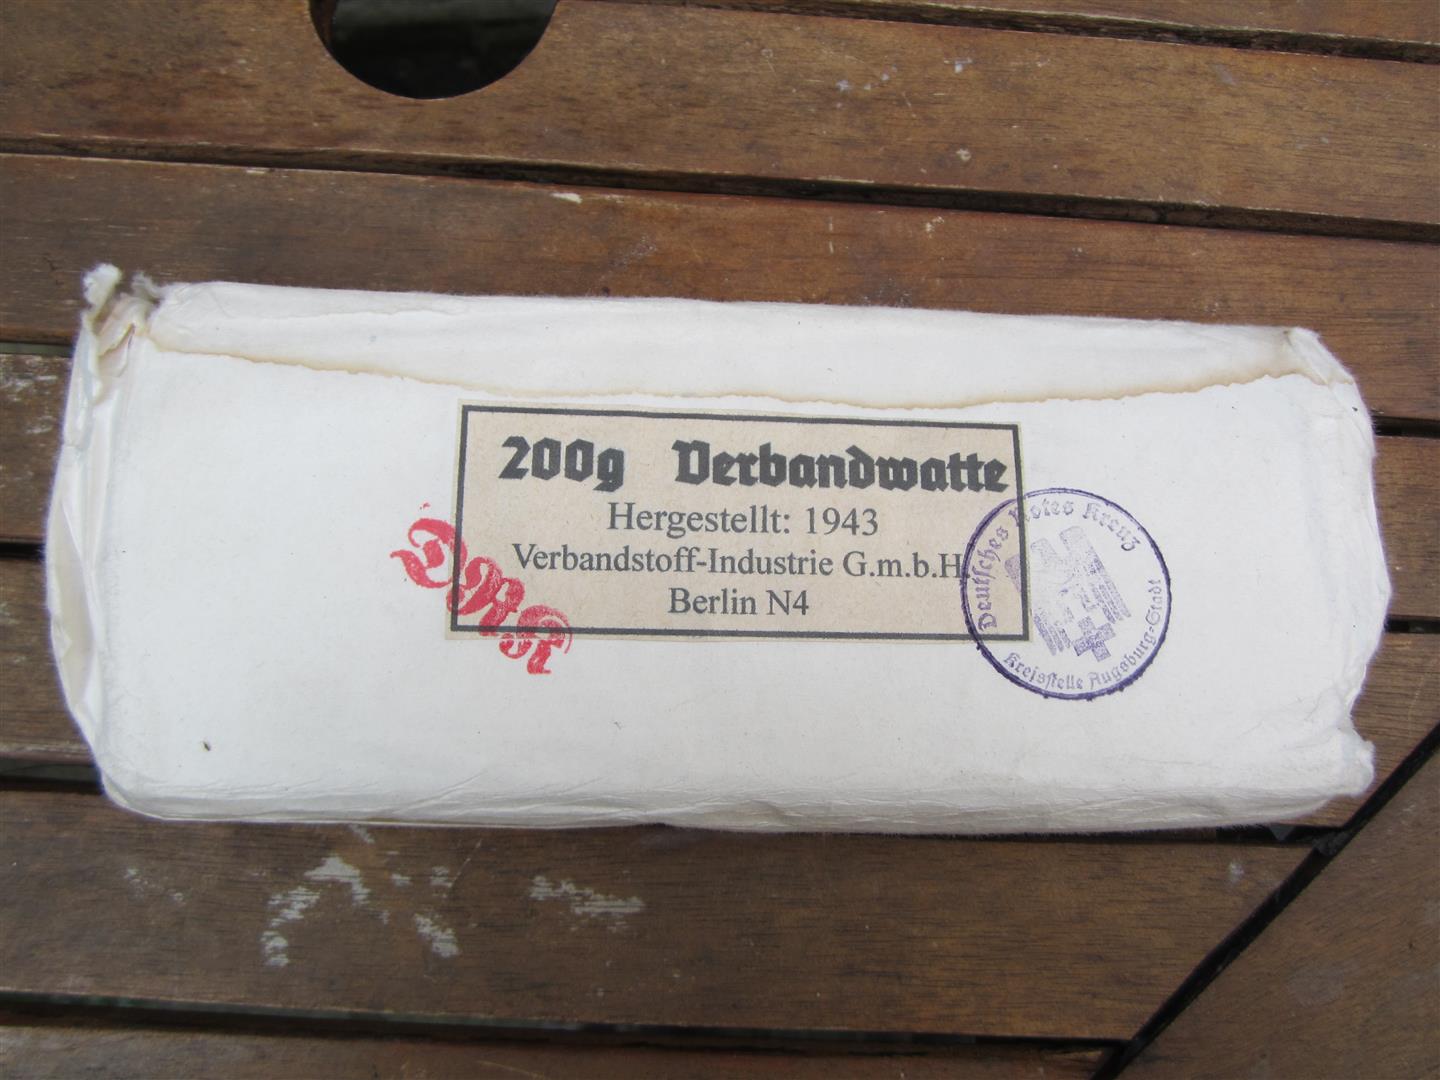 200g Verbandwatte
Hergestellt: 1943
Verbandstoff-Industrie G.m.b.H
Berlin N4
DRK
Deutsches Rotes Kreuz
Kreisstelle Augsburg-Stadt